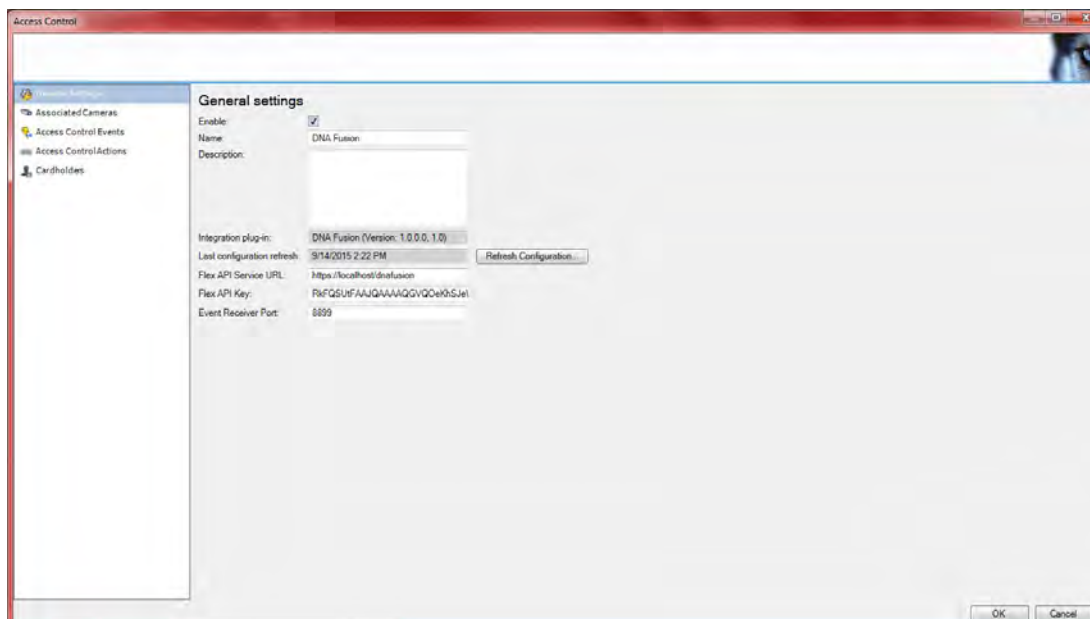 Access Control
General Settings
Associated Cameras
Access Control Events
Access Control Actions
Cardholders
General settings
Enable:
Name: DNA Fusion
Description:
Integration plug-in: DNA Fusion (Version: 1.0.0.0, 1.0)
Last configuration refresh: 9/14/2015 2:22 PM Refresh Configuration...
Flex API Service URL: https://localhost/dnafusion
Flex API Key:
Event Receiver Port: 8899
OK Cancel